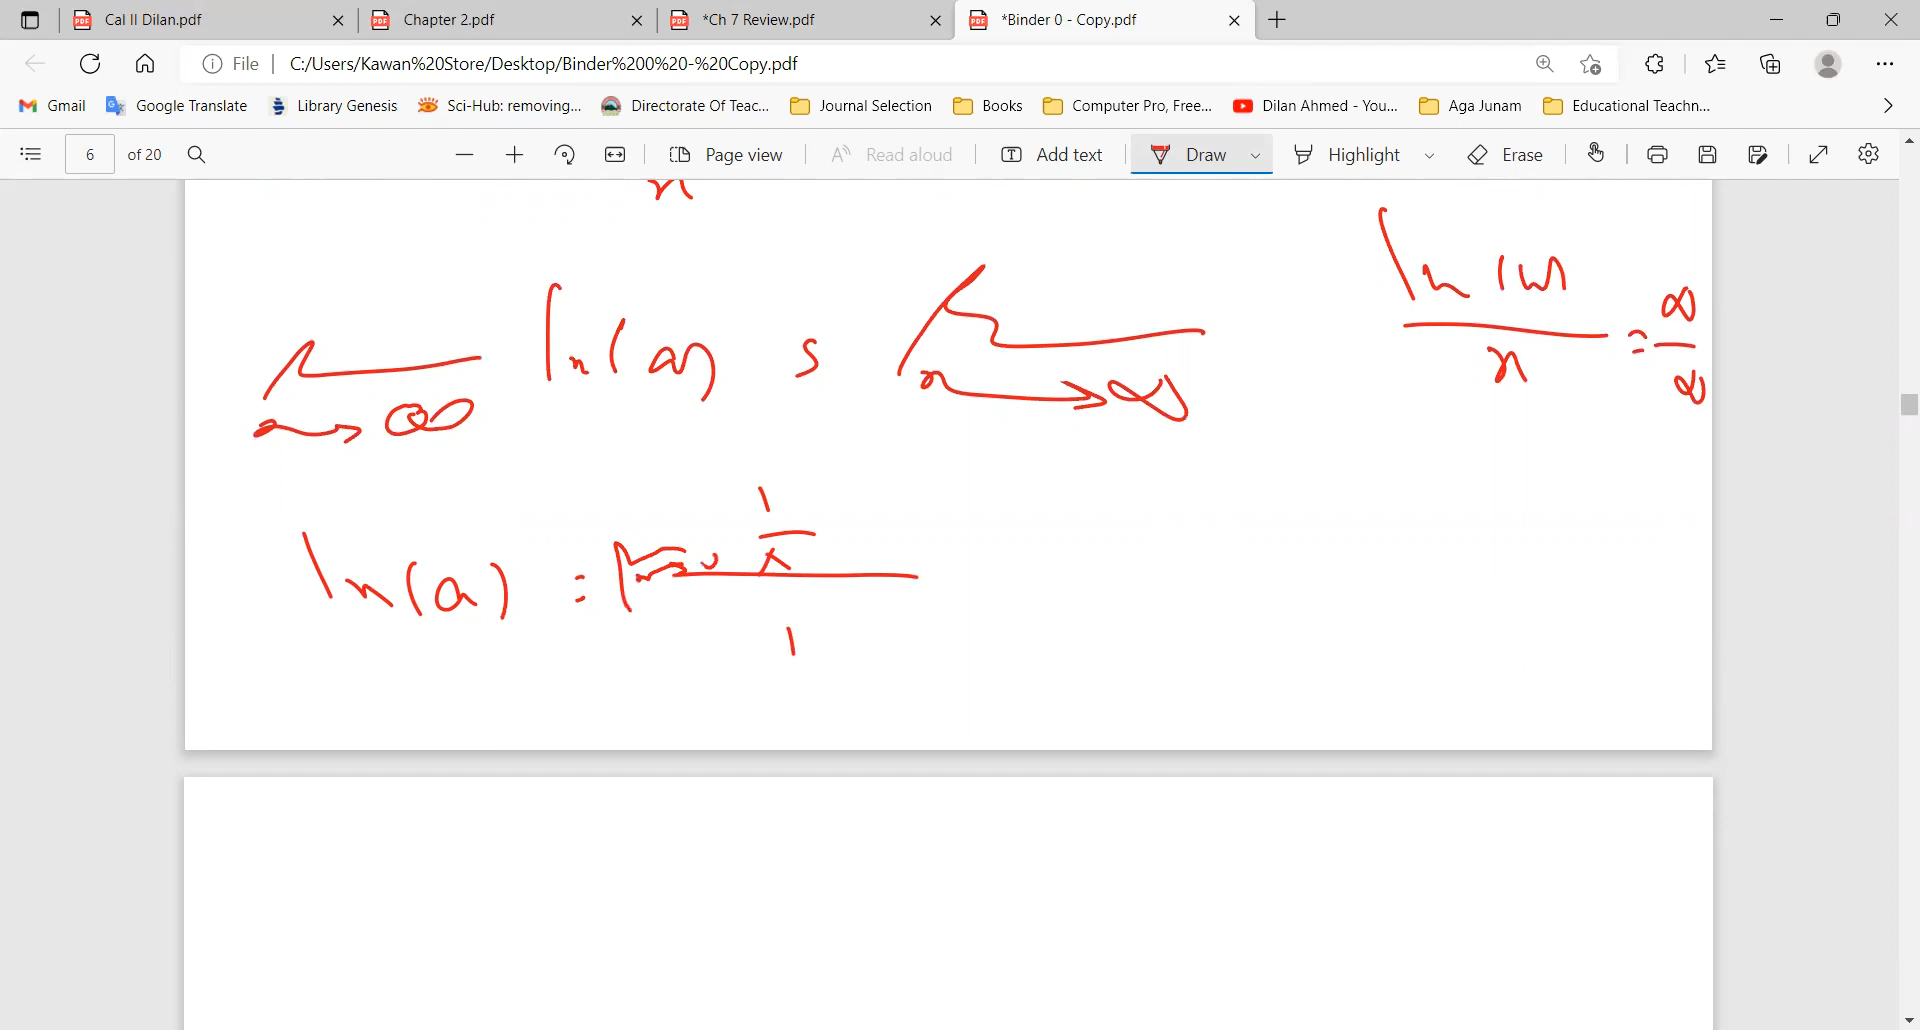 Cal II Dilan.pdf
Chapter 2.pdf
*Ch 7 Review.pdf
*Binder 0 - Copy.pdf
File
C:/Users/Kawan%20Store/Desktop/Binder%200%20-%20Copy.pdf
Gmail
Google Translate
Library Genesis
Sci-Hub: removing...
Directorate Of Teac...
Journal Selection
Books
Computer Pro, Free...
Dilan Ahmed - You...
Aga Junam
Educational Teachn...
6 of 20
Page view
Read aloud
Add text
Draw
Highlight
Erase
n
ln (n)
n
= ∞
∞
→ ∞
ln(an)
n → ∞
ln(a) =
1
1